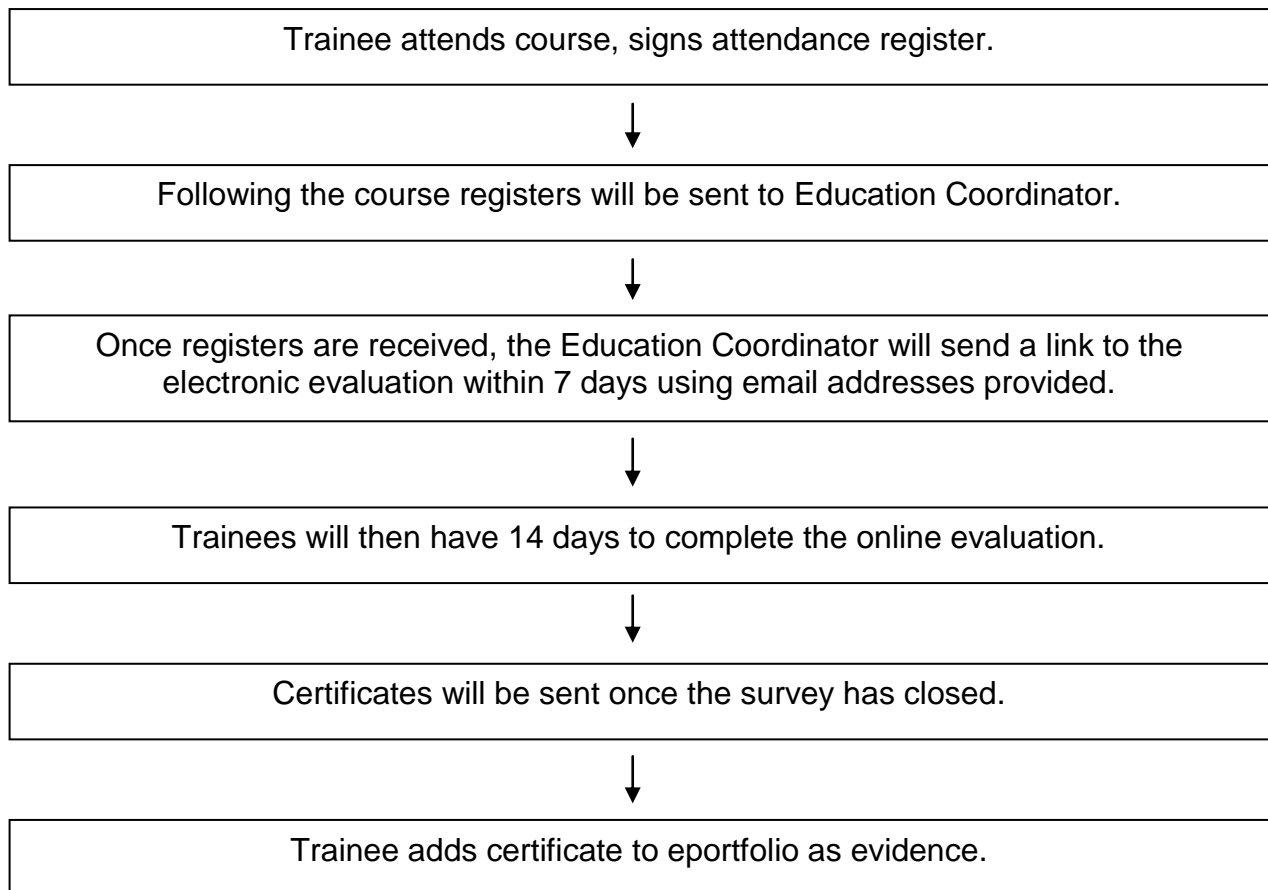 Trainee attends course, signs attendance register.
Following the course registers will be sent to Education Coordinator.
Once registers are received, the Education Coordinator will send a link to the
electronic evaluation within 7 days using email addresses provided.
Trainees will then have 14 days to complete the online evaluation.
Certificates will be sent once the survey has closed.
Trainee adds certificate to eportfolio as evidence.